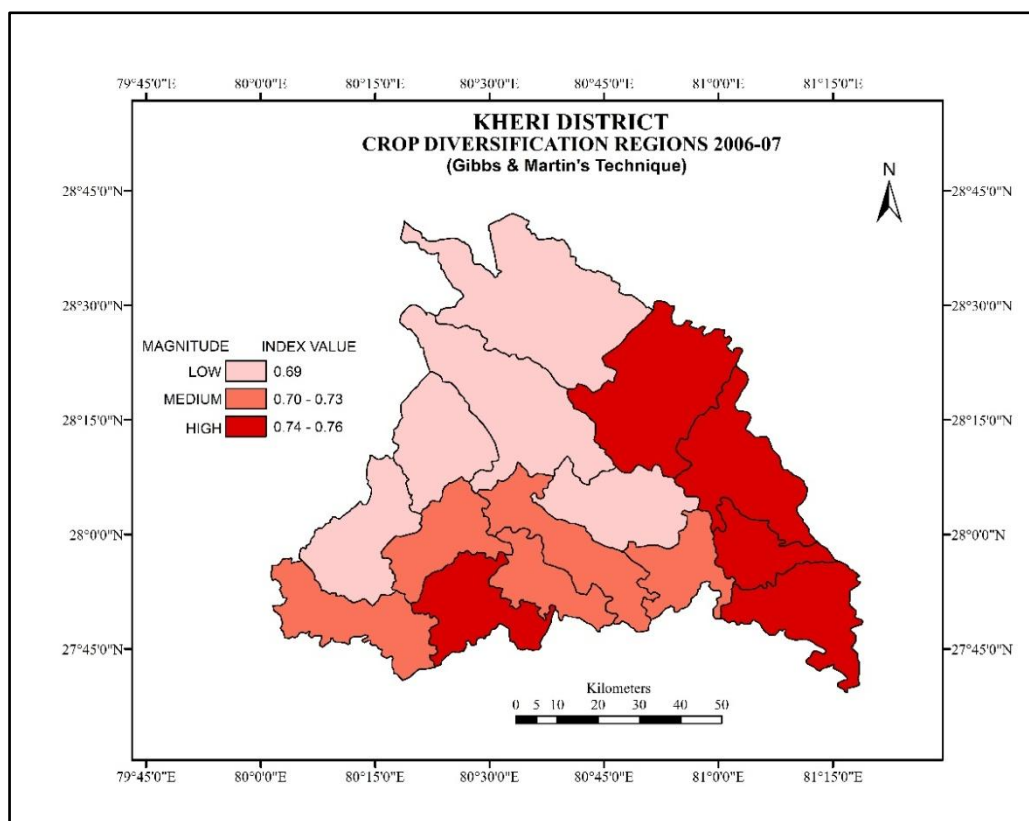 79°45'0"E 80°0'0"E 80°15'0"E 80°30'0"E 80°45'0"E 81°0'0"E 81°15'0"E
KHERI DISTRICT
CROP DIVERSIFICATION REGIONS 2006-07
(Gibbs & Martin's Technique)
N
28°45'0"N 28°45'0"N
28°30'0"N 28°30'0"N
MAGNITUDE INDEX VALUE
LOW 0.69
MEDIUM 0.70 - 0.73
HIGH 0.74 - 0.76
28°15'0"N 28°15'0"N
28°0'0"N 28°0'0"N
27°45'0"N 27°45'0"N
Kilometers
0 5 10 20 30 40 50
79°45'0"E 80°0'0"E 80°15'0"E 80°30'0"E 80°45'0"E 81°0'0"E 81°15'0"E